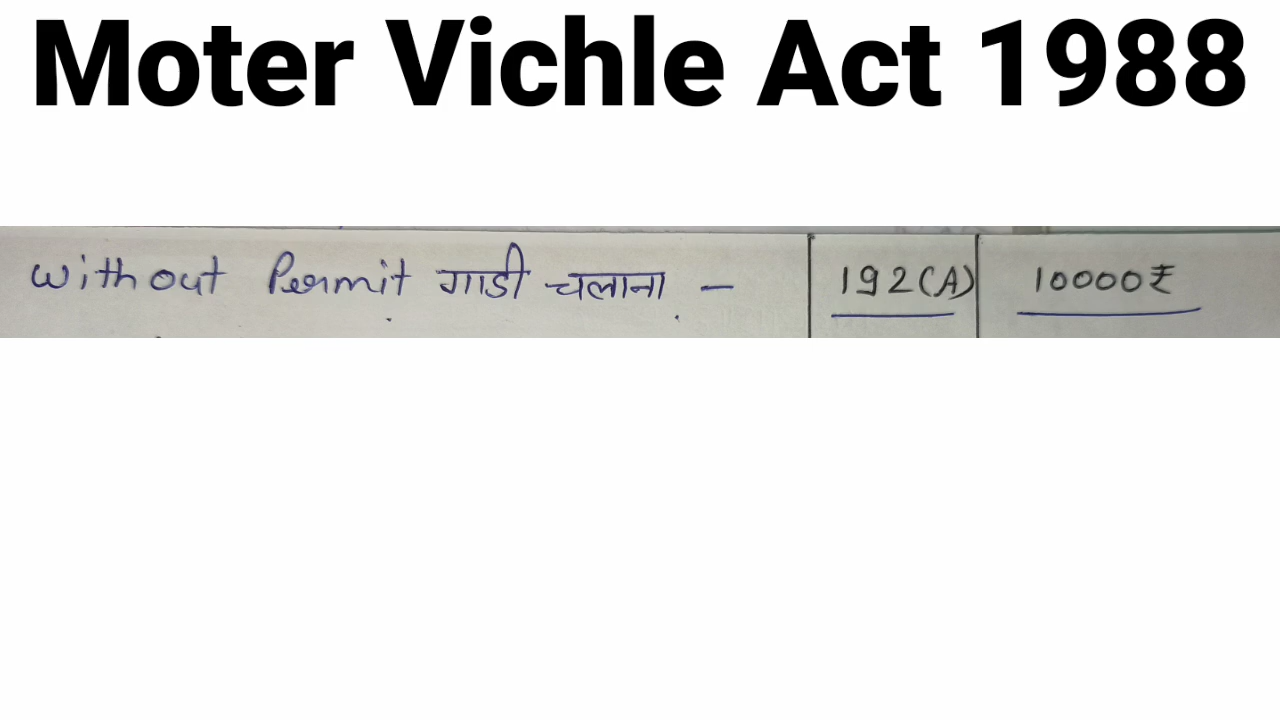 Moter Vichle Act 1988
without Permit गाडी चलाना - 192(A) 10000₹